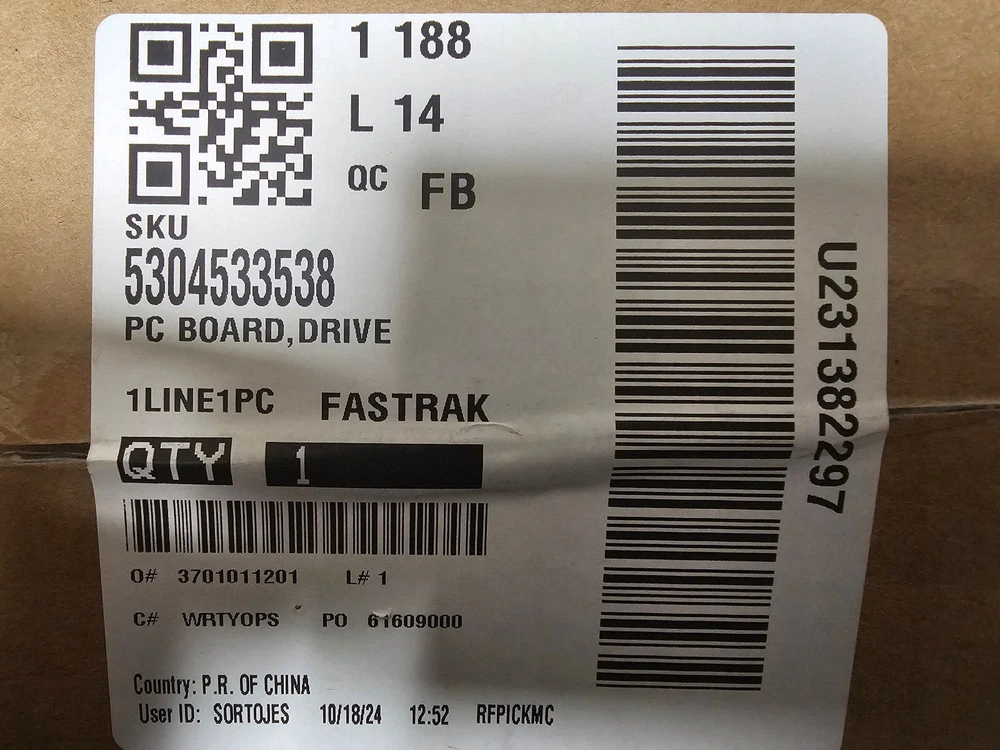 1 188
L 14
QC FB
SKU
5304533538
PC BOARD,DRIVE
1LINE1PC FASTRAK
QTY 1
O# 3701011201 L# 1
C# WRTYOPS PO 61609000
Country: P.R. OF CHINA
User ID: SORTOJES 10/18/24 12:52 RFPICKMC
U231382297